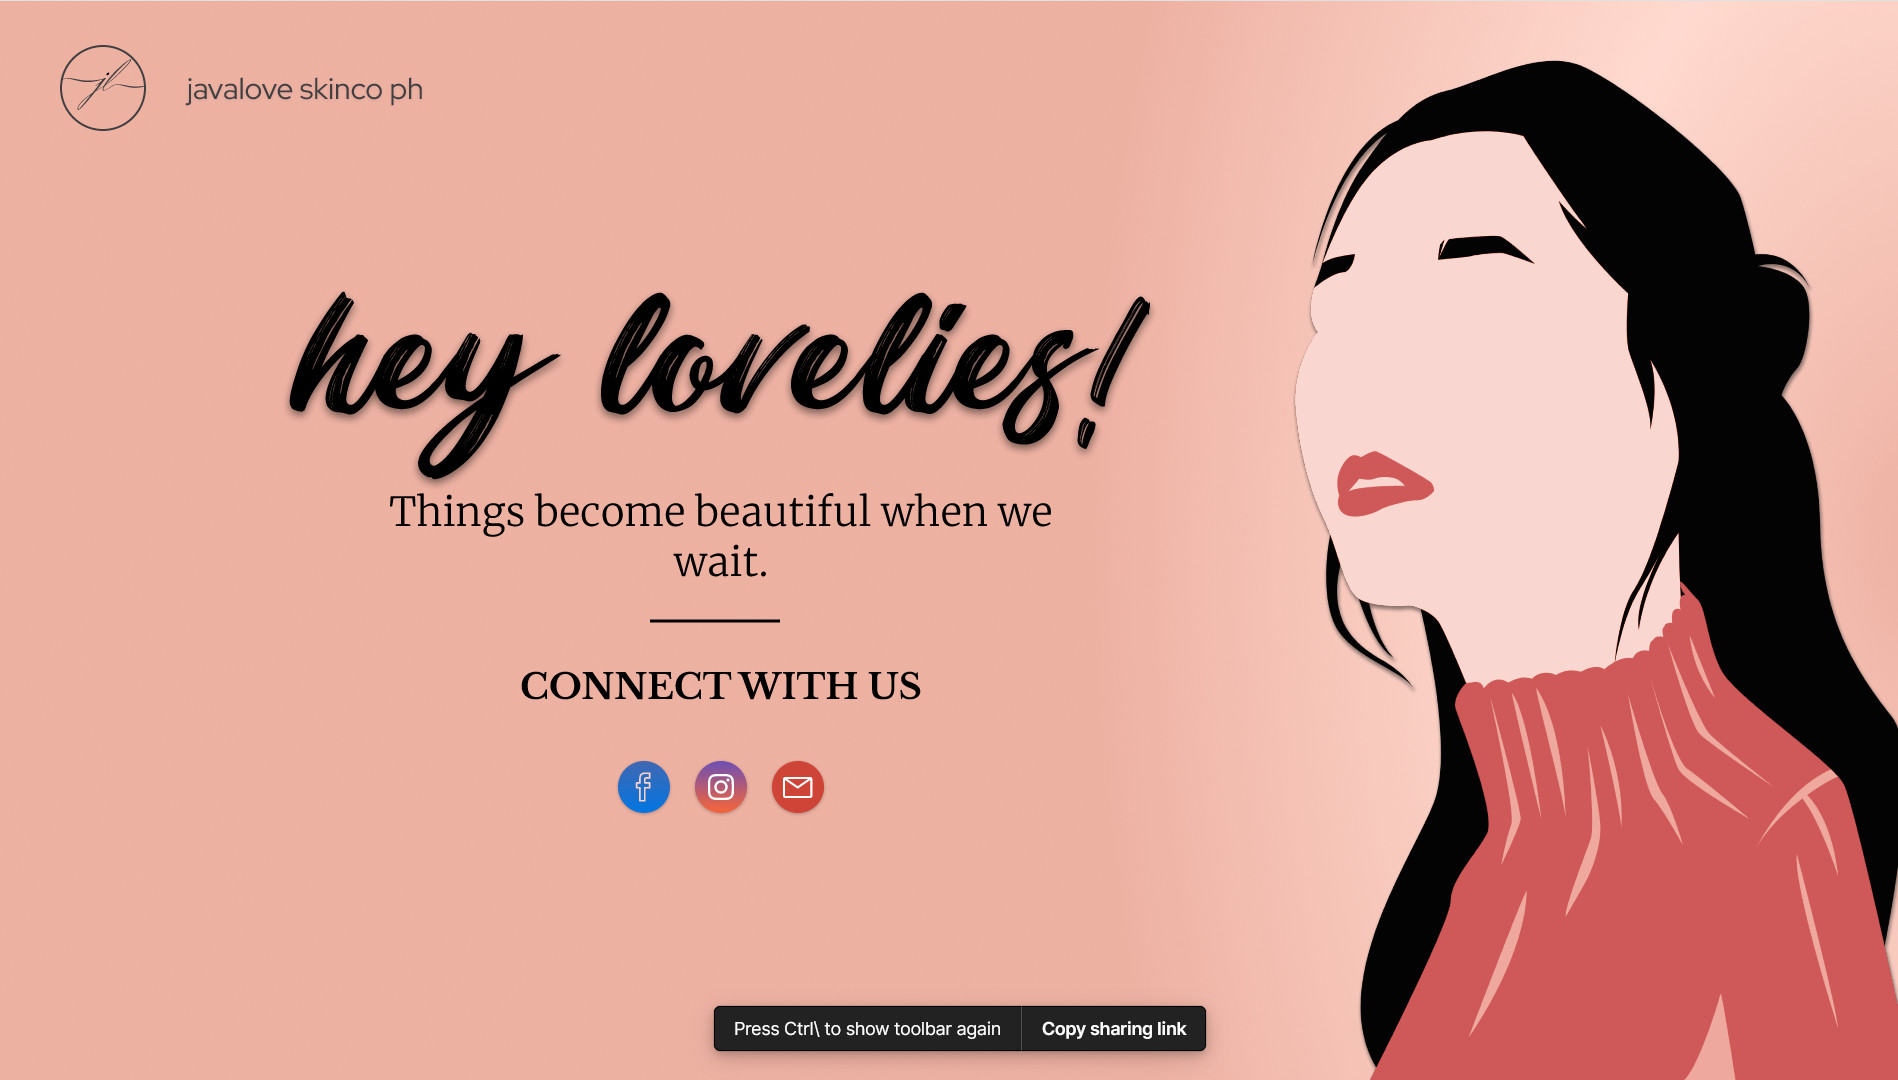 jl
javalove skinco ph
hey lovelies!
Things become beautiful when we
wait.
CONNECT WITH US
Press Ctrl\ to show toolbar again
Copy sharing link